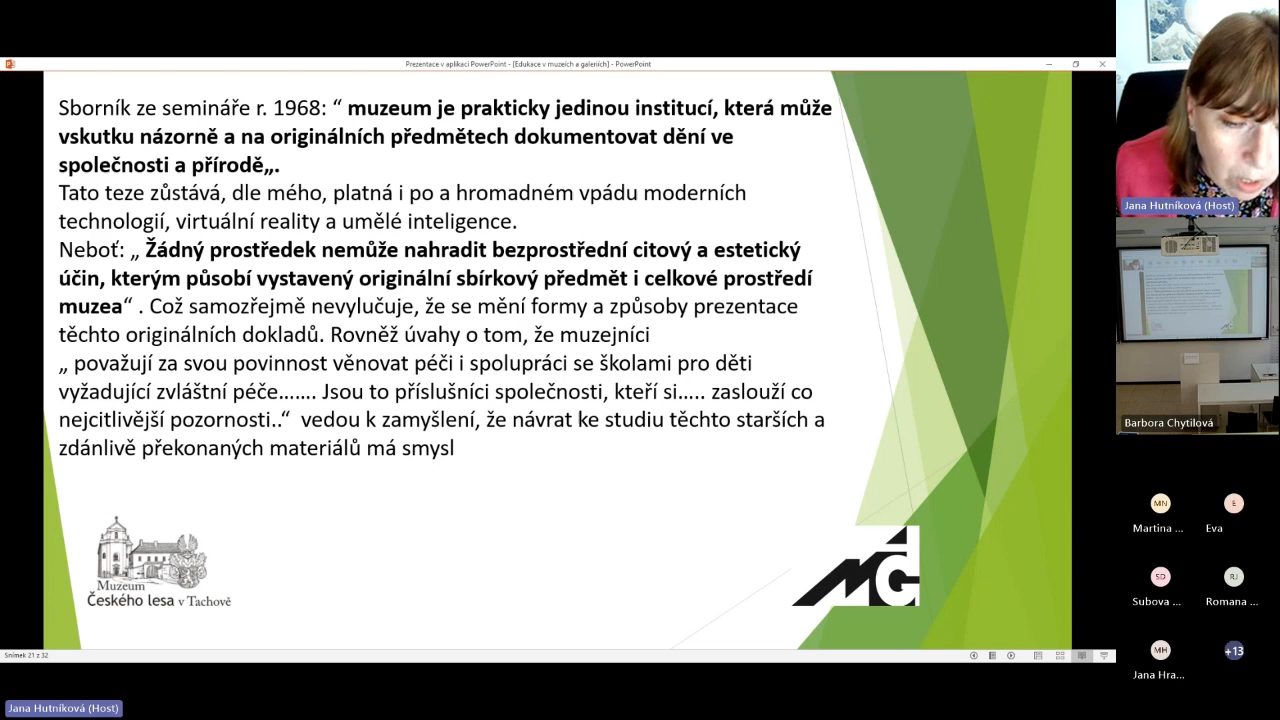 Prezentace v aplikaci PowerPoint - [Edukace v muzeích a galeriích] - PowerPoint
Sborník ze semináře r. 1968: “ muzeum je prakticky jedinou institucí, která může
vskutku názorně a na originálních předmětech dokumentovat dění ve
společnosti a přírodě„.
Tato teze zůstává, dle mého, platná i po a hromadném vpádu moderních
technologií, virtuální reality a umělé inteligence.
Neboť: „ Žádný prostředek nemůže nahradit bezprostřední citový a estetický
účin, kterým působí vystavený originální sbírkový předmět i celkové prostředí
muzea“ . Což samozřejmě nevylučuje, že se mění formy a způsoby prezentace
těchto originálních dokladů. Rovněž úvahy o tom, že muzejníci
„ považují za svou povinnost věnovat péči i spolupráci se školami pro děti
vyžadující zvláštní péče……. Jsou to příslušníci společnosti, kteří si….. zaslouží co
nejcitlivější pozornosti..“  vedou k zamyšlení, že návrat ke studiu těchto starších a
zdánlivě překonaných materiálů má smysl
Muzeum
Českého lesa v Tachově
MG
Snímek 21 z 32
Jana Hutníková (Host)
Jana Hutníková (Host)
Barbora Chytilová
MN
E
Martina ...
Eva
SD
RJ
Subova ...
Romana ...
MH
+13
Jana Hra...